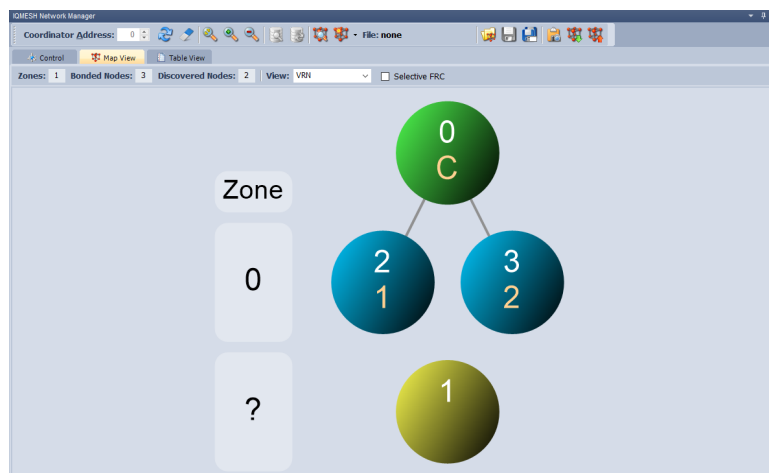 IQMESH Network Manager
Coordinator Address: 0 File: none
Control Map View Table View
Zones: 1 Bonded Nodes: 3 Discovered Nodes: 2 View: VRN Selective FRC
0
C
Zone
0
2
1
3
2
?
1